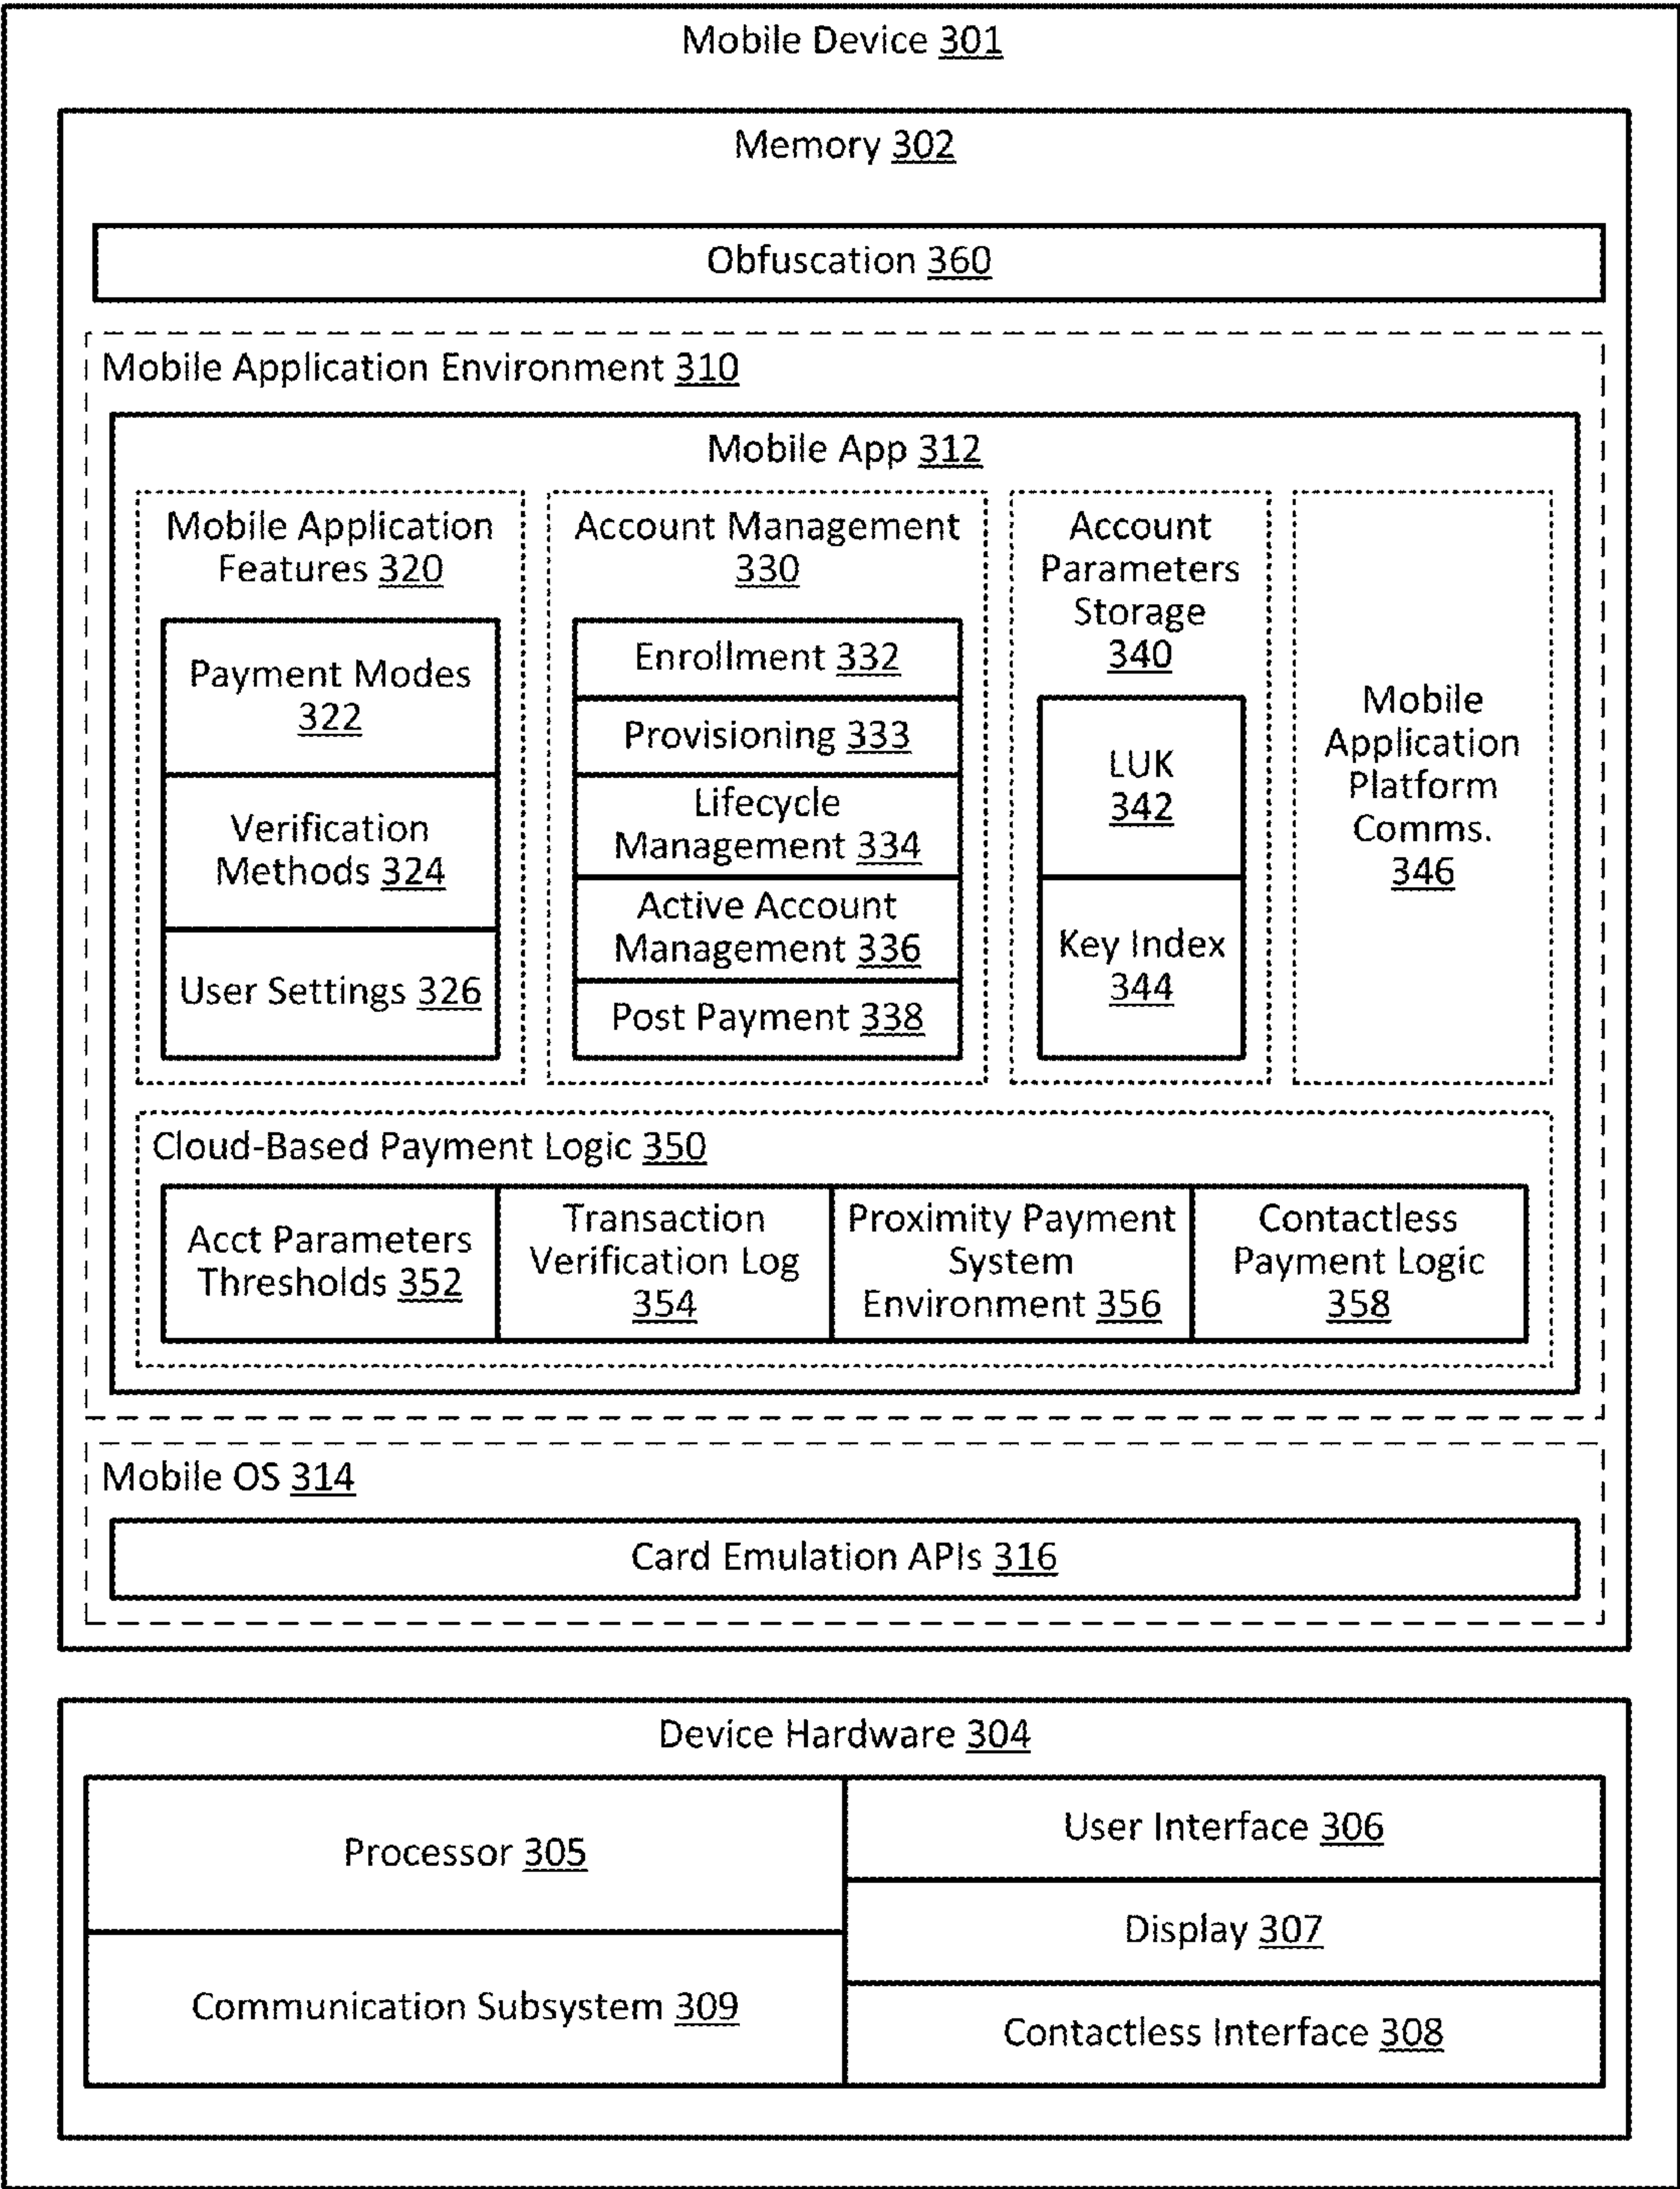 Mobile Device 301
Memory 302
Obfuscation 360
Mobile Application Environment 310
Mobile App 312
Mobile Application
Features 320
Payment Modes
322
Verification
Methods 324
User Settings 326
Account Management
330
Enrollment 332
Provisioning 333
Lifecycle
Management 334
Active Account
Management 336
Post Payment 338
Account
Parameters
Storage
340
LUK
342
Key Index
344
Mobile
Application
Platform
Comms.
346
Cloud-Based Payment Logic 350
Acct Parameters
Thresholds 352
Transaction
Verification Log
354
Proximity Payment
System
Environment 356
Contactless
Payment Logic
358
Mobile OS 314
Card Emulation APIs 316
Device Hardware 304
Processor 305
Communication Subsystem 309
User Interface 306
Display 307
Contactless Interface 308